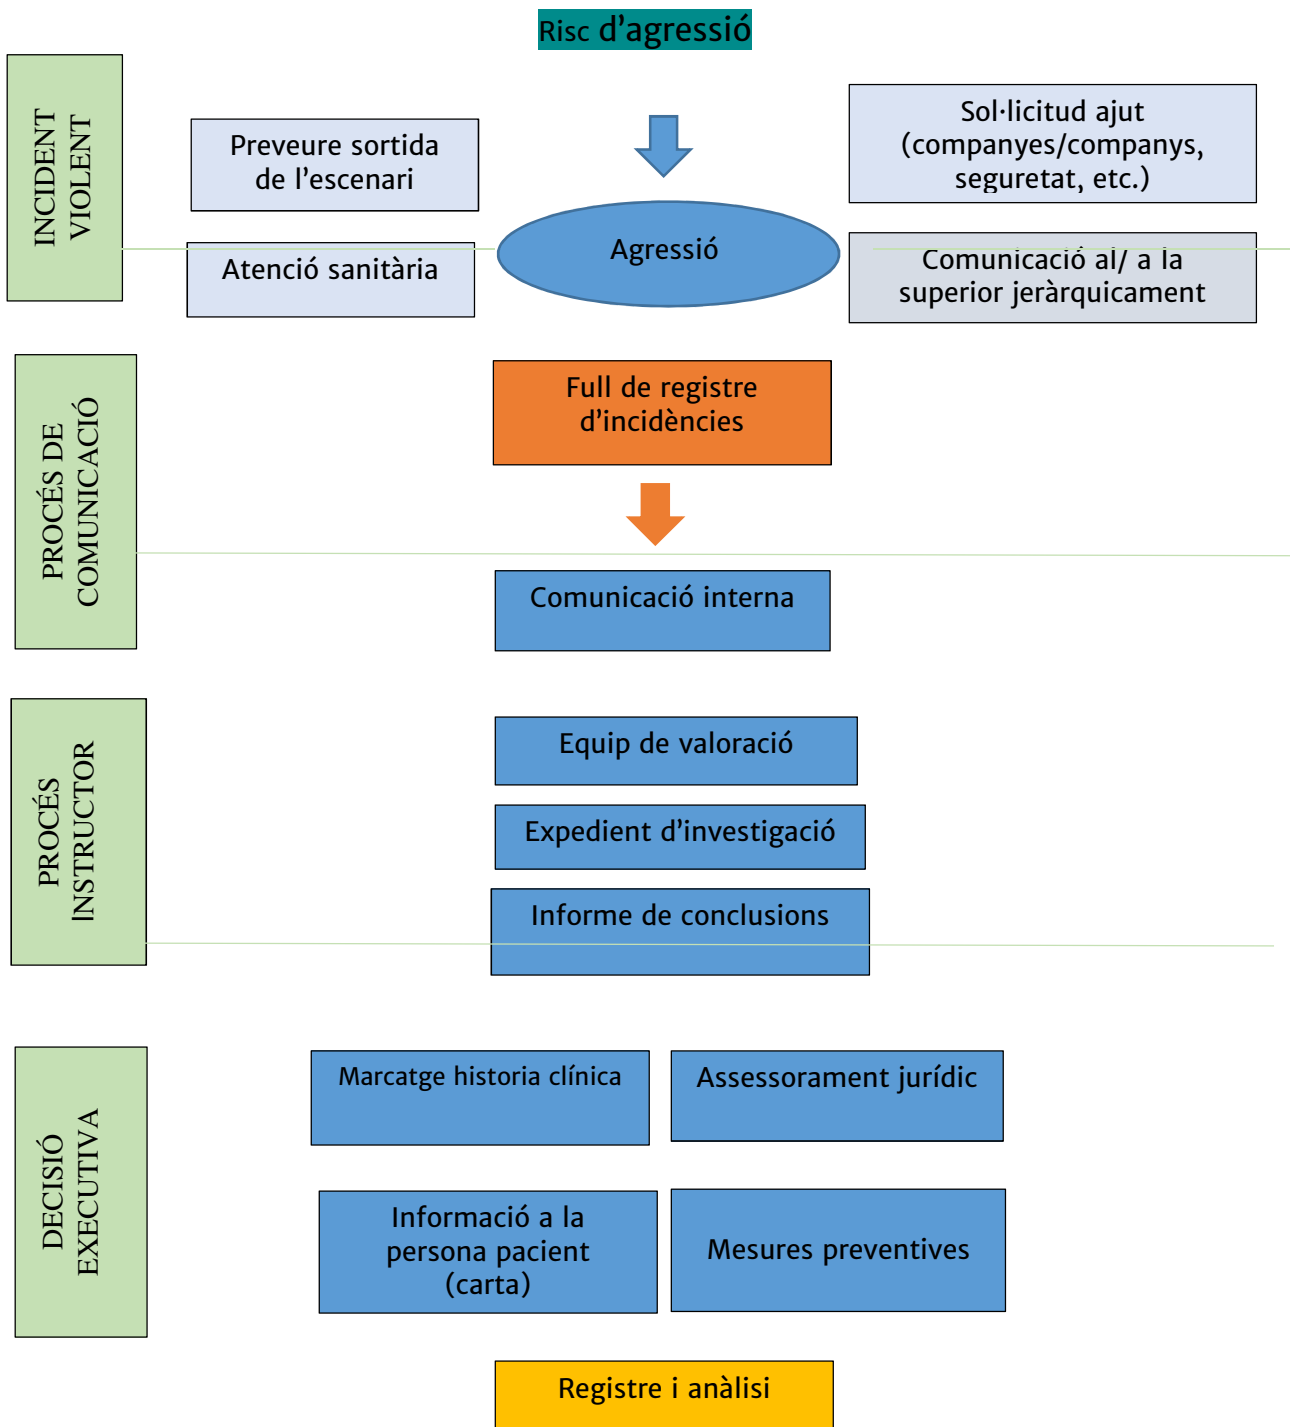 Risc d'agressió
INCIDENT
VIOLENT
Preveure sortida
de l'escenari
Sol·licitud ajut
(companyes/companys,
seguretat, etc.)
Agressió
Atenció sanitària
Comunicació al/ a la
superior jeràrquicament
PROCÉS DE
COMUNICACIÓ
Full de registre
d'incidències
Comunicació interna
PROCÉS
INSTRUCTOR
Equip de valoració
Expedient d'investigació
Informe de conclusions
DECISIÓ
EXECUTIVA
Marcatge historia clínica
Assessorament jurídic
Informació a la
persona pacient
(carta)
Mesures preventives
Registre i anàlisi